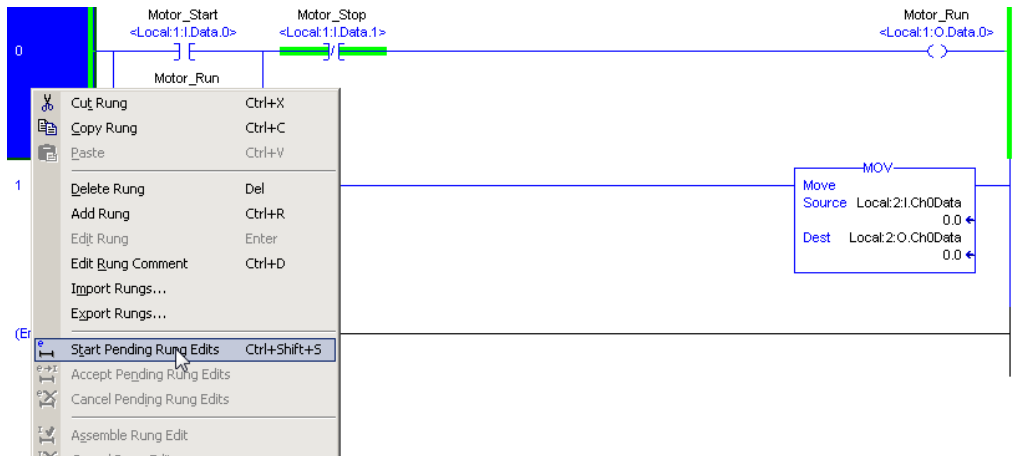 Motor_Start
<Local:1:I.Data.0>
Motor_Stop
<Local:1:I.Data.1>
Motor_Run
<Local:1:O.Data.0>
0
Motor_Run
Cut Rung Ctrl+X
Copy Rung Ctrl+C
Paste Ctrl+V
Delete Rung Del
Add Rung Ctrl+R
Edit Rung Enter
Edit Rung Comment Ctrl+D
Import Rungs...
Export Rungs...
Start Pending Rung Edits Ctrl+Shift+S
Accept Pending Rung Edits
Cancel Pending Rung Edits
Assemble Rung Edit
1
MOV
Move
Source Local:2:I.Ch0Data
0.0
Dest Local:2:O.Ch0Data
0.0